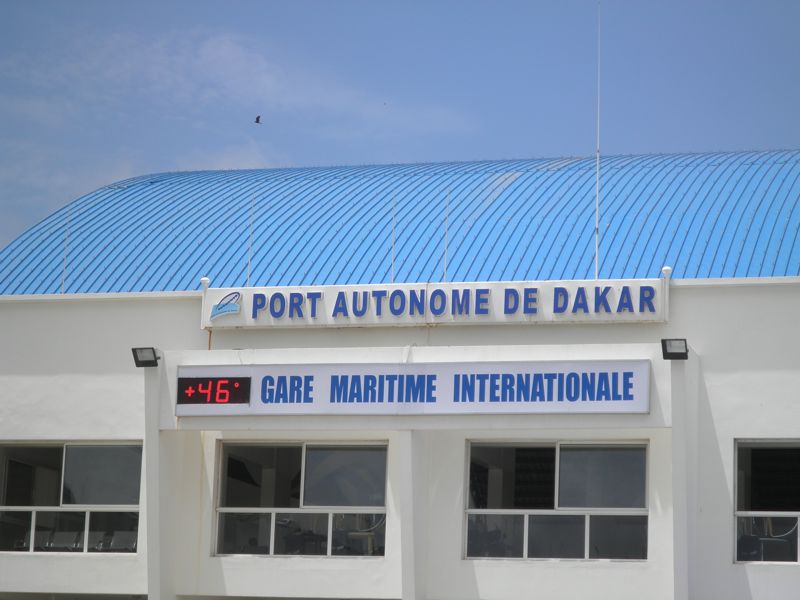 PORT AUTONOME DE DAKAR
+46° GARE MARITIME INTERNATIONALE